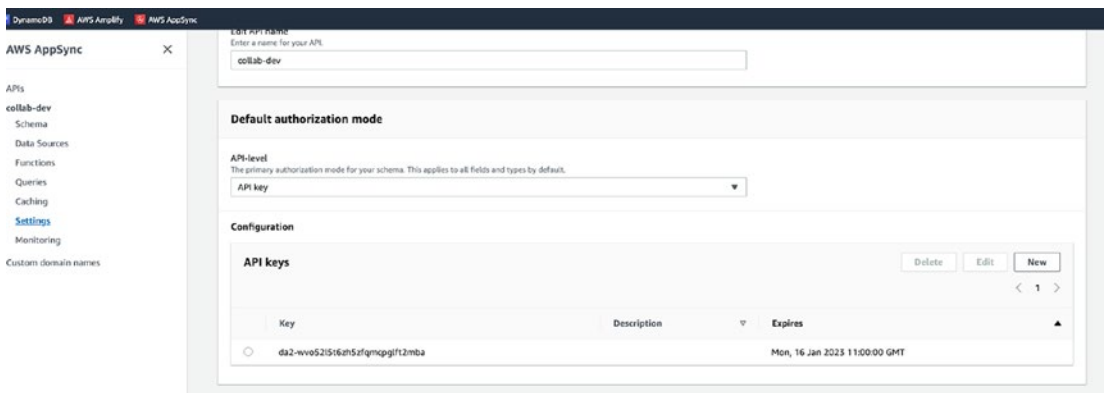 DynamoDB AWS Amplify AWS AppSync
AWS AppSync
APIs
collab-dev
Schema
Data Sources
Functions
Queries
Caching
Settings
Monitoring
Custom domain names
Edit API name
Enter a name for your API.
collab-dev
Default authorization mode
API-level
The primary authorization mode for your schema. This applies to all fields and types by default.
API key
Configuration
API keys
Delete Edit New
1
Key Description Expires
Mon, 16 Jan 2023 11:00:00 GMT